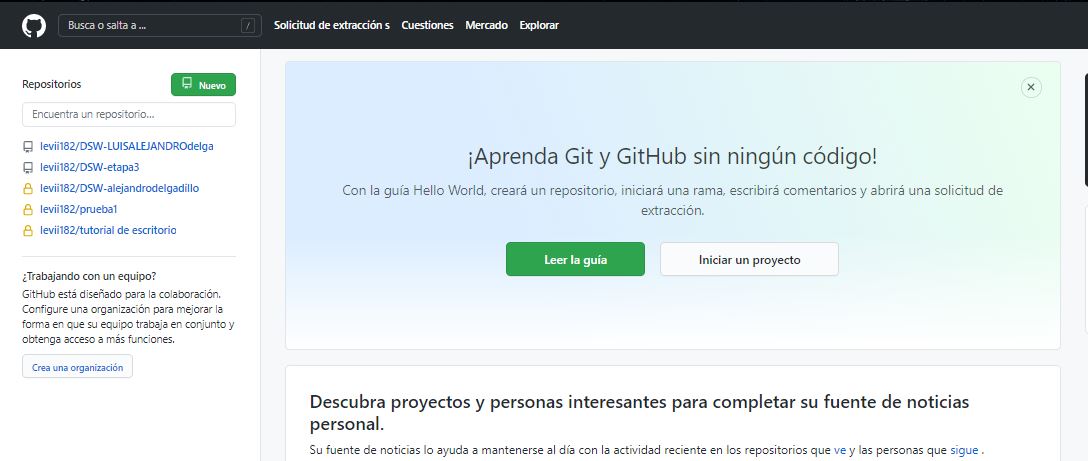 Busca o salta a ... /
Solicitud de extracción s Cuestiones Mercado Explorar
Repositorios
Nuevo
Encuentra un repositorio...
levii182/DSW-LUISALEJANDROdelga
levii182/DSW-etapa3
levii182/DSW-alejandrodelgadillo
levii182/prueba1
levii182/tutorial de escritorio
¿Trabajando con un equipo?
GitHub está diseñado para la colaboración.
Configure una organización para mejorar la
forma en que su equipo trabaja en conjunto y
obtenga acceso a más funciones.
Crea una organización
¡Aprenda Git y GitHub sin ningún código!
Con la guía Hello World, creará un repositorio, iniciará una rama, escribirá comentarios y abrirá una solicitud de
extracción.
Leer la guía
Iniciar un proyecto
Descubra proyectos y personas interesantes para completar su fuente de noticias
personal.
Su fuente de noticias lo ayuda a mantenerse al día con la actividad reciente en los repositorios que ve y las personas que sigue .